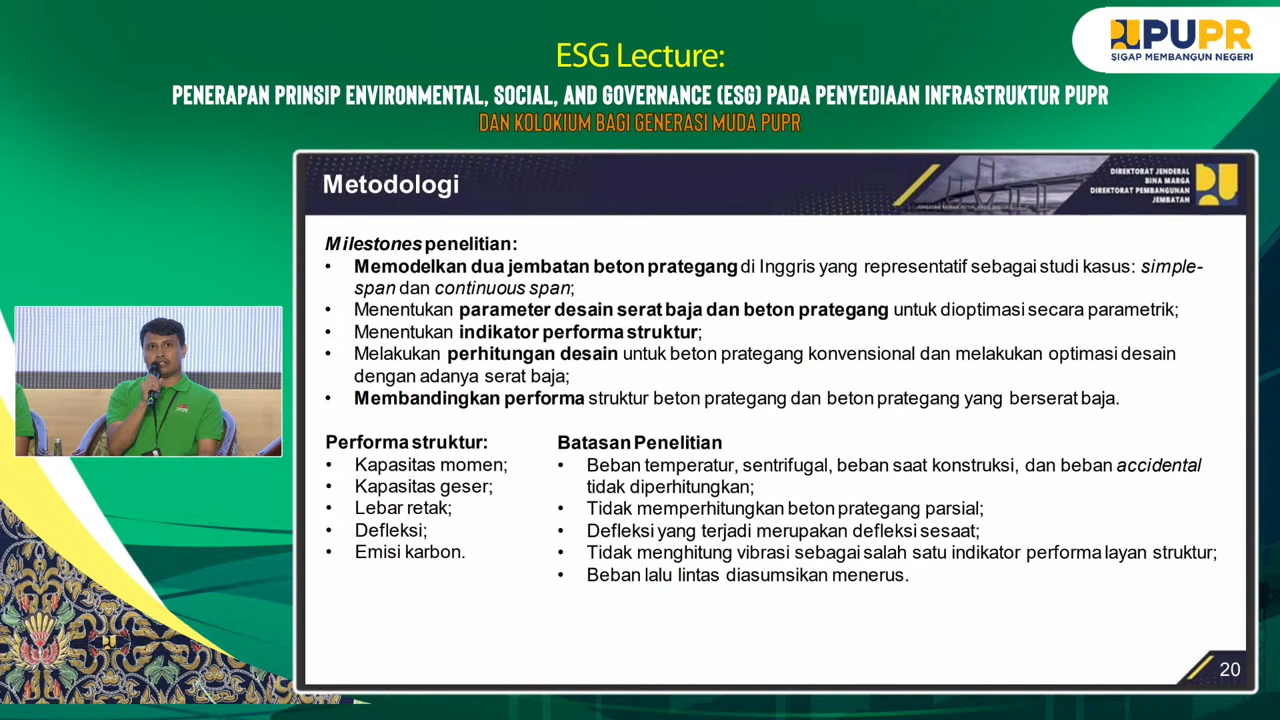 PUPR
SIGAP MEMBANGUN NEGERI
ESG Lecture:
PENERAPAN PRINSIP ENVIRONMENTAL, SOCIAL, AND GOVERNANCE (ESG) PADA PENYEDIAAN INFRASTRUKTUR PUPR
DAN KOLOKIUM BAGI GENERASI MUDA PUPR
Metodologi
DIREKTORAT JENDERAL
BINA MARGA
DIREKTORAT PEMBANGUNAN
JEMBATAN
Milestones penelitian:
• Memodelkan dua jembatan beton prategang di Inggris yang representatif sebagai studi kasus: simple-
span dan continuous span;
• Menentukan parameter desain serat baja dan beton prategang untuk dioptimasi secara parametrik;
• Menentukan indikator performa struktur;
• Melakukan perhitungan desain untuk beton prategang konvensional dan melakukan optimasi desain
dengan adanya serat baja;
• Membandingkan performa struktur beton prategang dan beton prategang yang berserat baja.
Performa struktur:
• Kapasitas momen;
• Kapasitas geser;
• Lebar retak;
• Defleksi;
• Emisi karbon.
Batasan Penelitian
• Beban temperatur, sentrifugal, beban saat konstruksi, dan beban accidental
tidak diperhitungkan;
• Tidak memperhitungkan beton prategang parsial;
• Defleksi yang terjadi merupakan defleksi sesaat;
• Tidak menghitung vibrasi sebagai salah satu indikator performa layan struktur;
• Beban lalu lintas diasumsikan menerus.
20